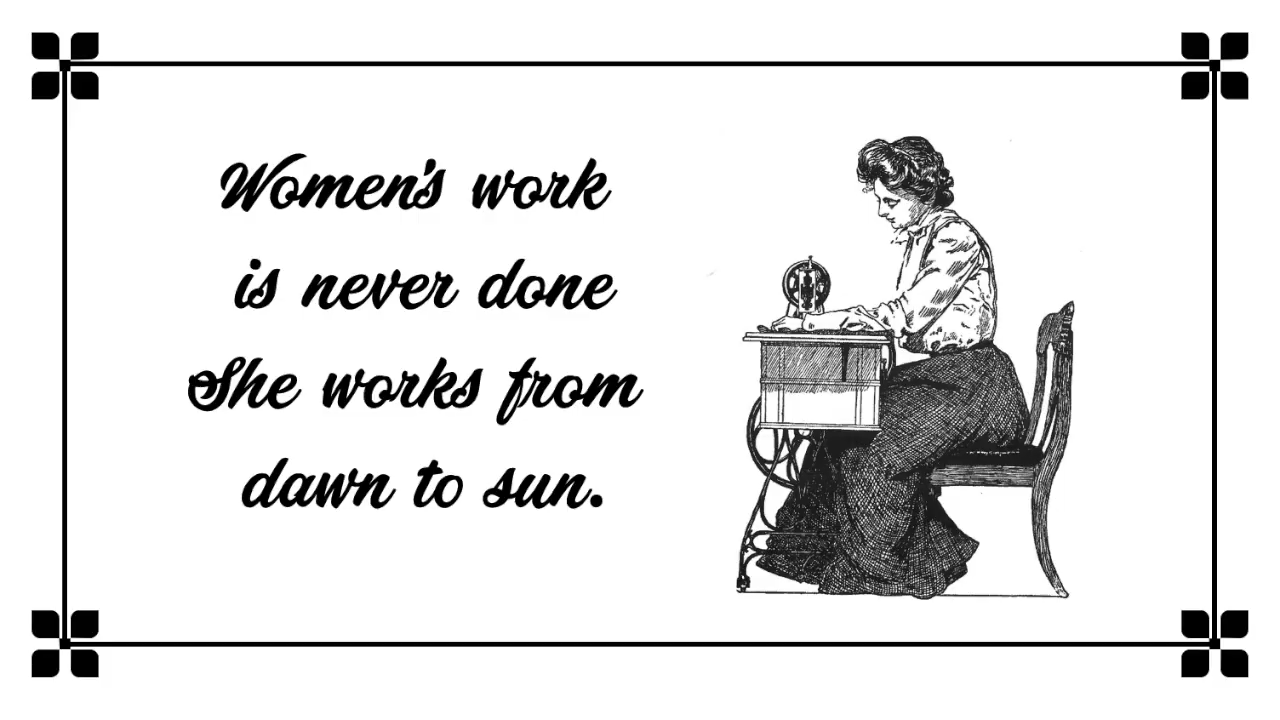 Women's work
is never done
She works from
dawn to sun.